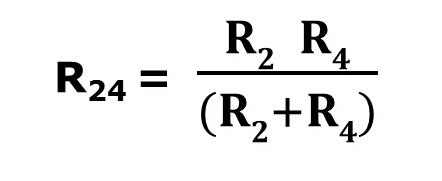 R₂₄ = R₂ R₄ / (R₂+R₄)